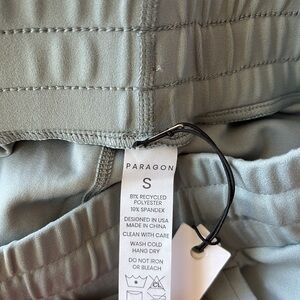 PARAGON
S
81% RECYCLED
POLYESTER
19% SPANDEX
DESIGNED IN USA
MADE IN CHINA
CLEAN WITH CARE
WASH COLD
HANG DRY
DO NOT IRON
OR BLEACH
CL